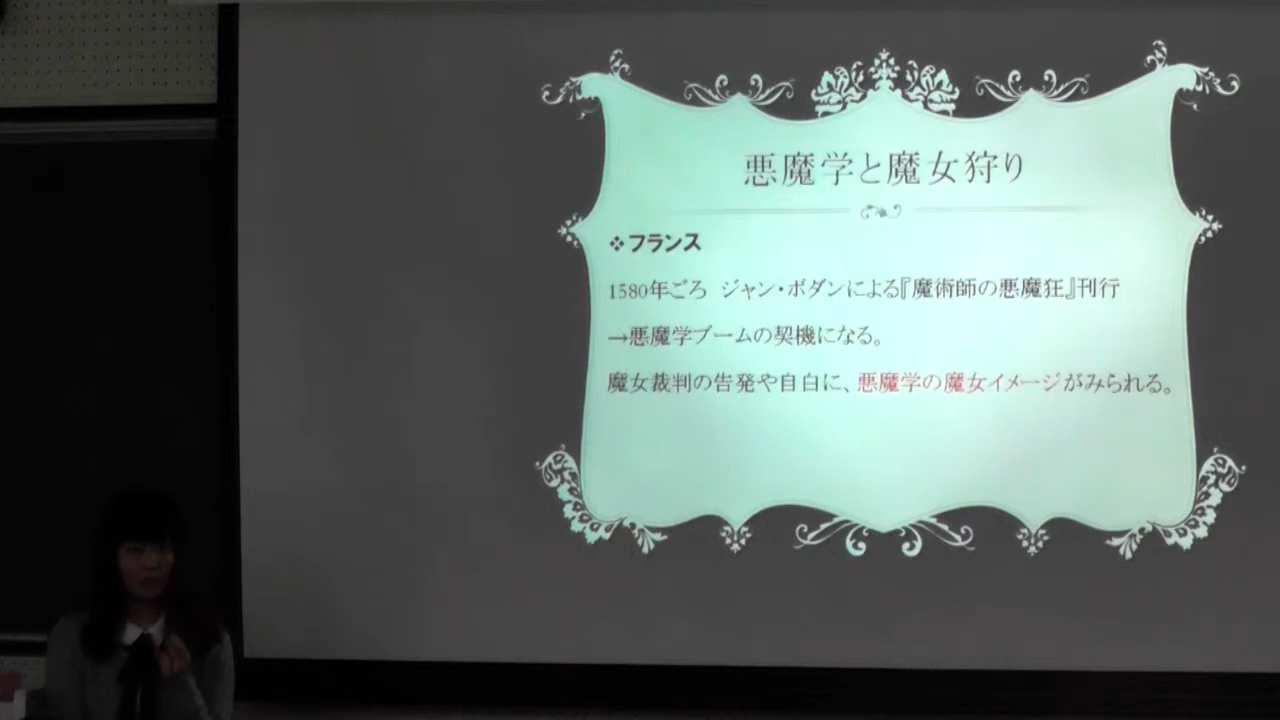 悪魔学と魔女狩り
❖フランス
1580年ごろ ジャン・ボダンによる『魔術師の悪魔狂』刊行
→悪魔学ブームの契機になる。
魔女裁判の告発や自白に、悪魔学の魔女イメージがみられる。